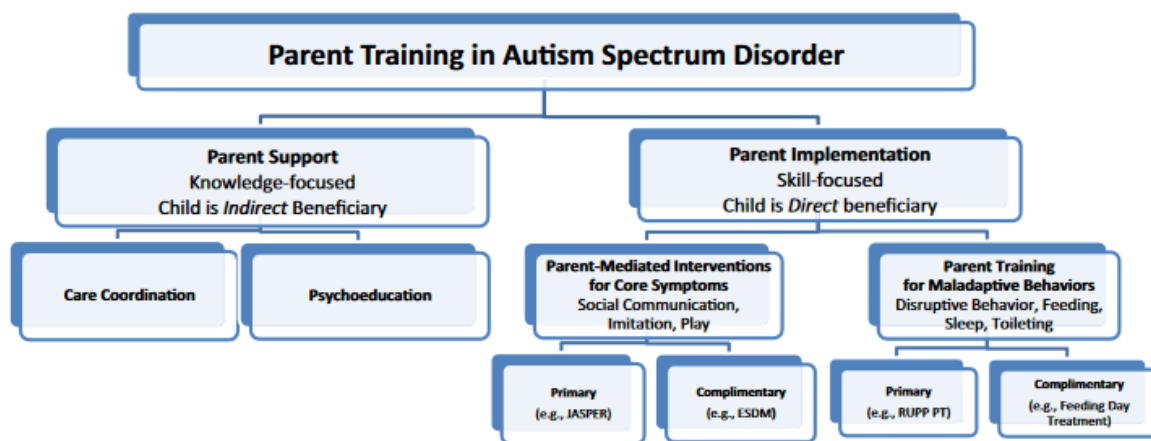 Parent Training in Autism Spectrum Disorder
Parent Support
Knowledge-focused
Child is Indirect Beneficiary
Parent Implementation
Skill-focused
Child is Direct beneficiary
Care Coordination
Psychoeducation
Parent-Mediated Interventions
for Core Symptoms
Social Communication,
Imitation, Play
Parent Training
for Maladaptive Behaviors
Disruptive Behavior, Feeding,
Sleep, Toileting
Primary
(e.g., JASPER)
Complimentary
(e.g., ESDM)
Primary
(e.g., RUPP PT)
Complimentary
(e.g., Feeding Day
Treatment)